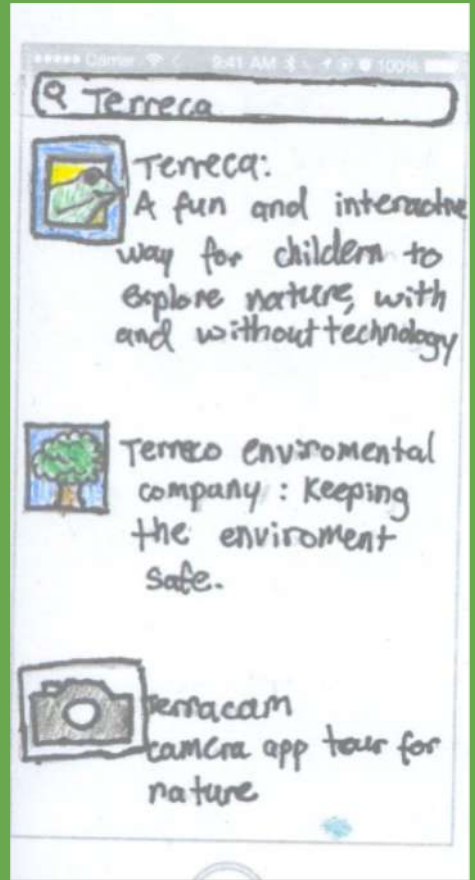 Carrier 9:41 AM 100%
Terreca
Terreca:
A fun and interactive
way for childern to
explore nature, with
and without technology
Terreco enviromental
company : Keeping
the enviroment
safe.
Terracam
camera app tour for
nature